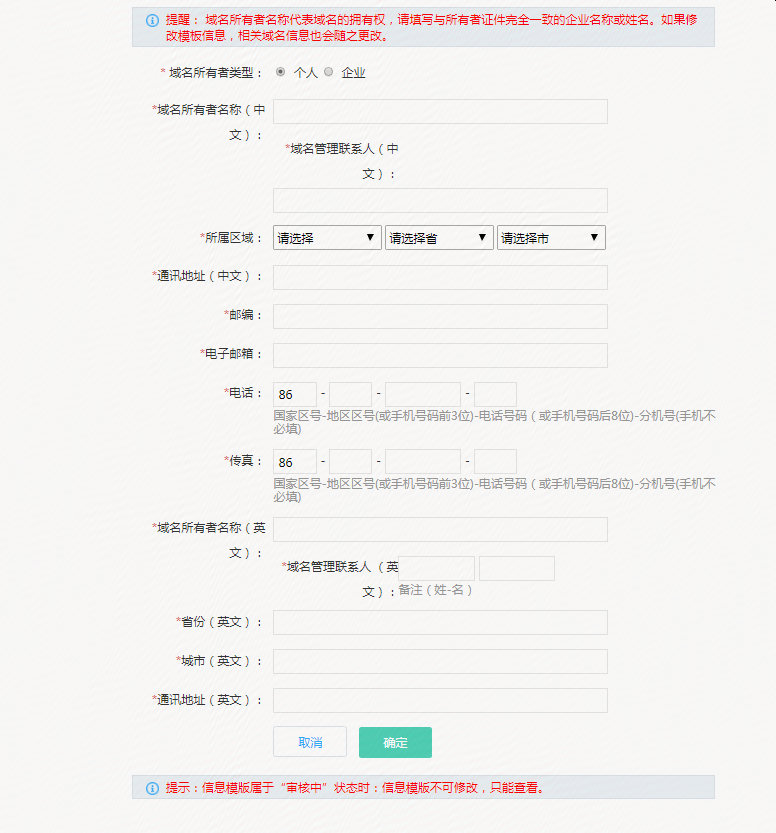 提醒： 域名所有者名称代表域名的拥有权，请填写与所有者证件完全一致的企业名称或姓名。如果修
改模板信息，相关域名信息也会随之更改。
* 域名所有者类型： 个人 企业
*域名所有者名称（中
文）：
*域名管理联系人（中
文）：
*所属区域： 请选择 请选择省 请选择市
*通讯地址（中文）：
*邮编：
*电子邮箱：
*电话： 86 - - -
国家区号-地区区号(或手机号码前3位)-电话号码（或手机号码后8位)-分机号(手机不
必填)
*传真： 86 - - -
国家区号-地区区号(或手机号码前3位)-电话号码（或手机号码后8位)-分机号(手机不
必填)
*域名所有者名称（英
文）：
*域名管理联系人 （英
文）：备注（姓-名）
*省份（英文）：
*城市（英文）：
*通讯地址（英文）：
取消 确定
提示：信息模版属于“审核中”状态时：信息模版不可修改，只能查看。